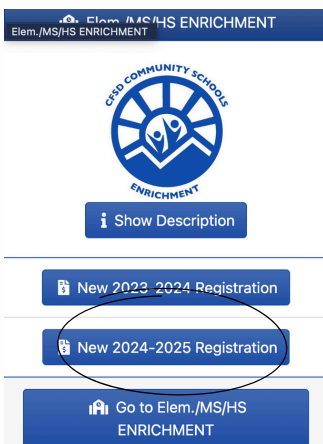 Elem./MS/HS ENRICHMENT
Elem./MS/HS ENRICHMENT
CFSD COMMUNITY SCHOOLS
ENRICHMENT
Show Description
New 2023-2024 Registration
New 2024-2025 Registration
Go to Elem./MS/HS
ENRICHMENT